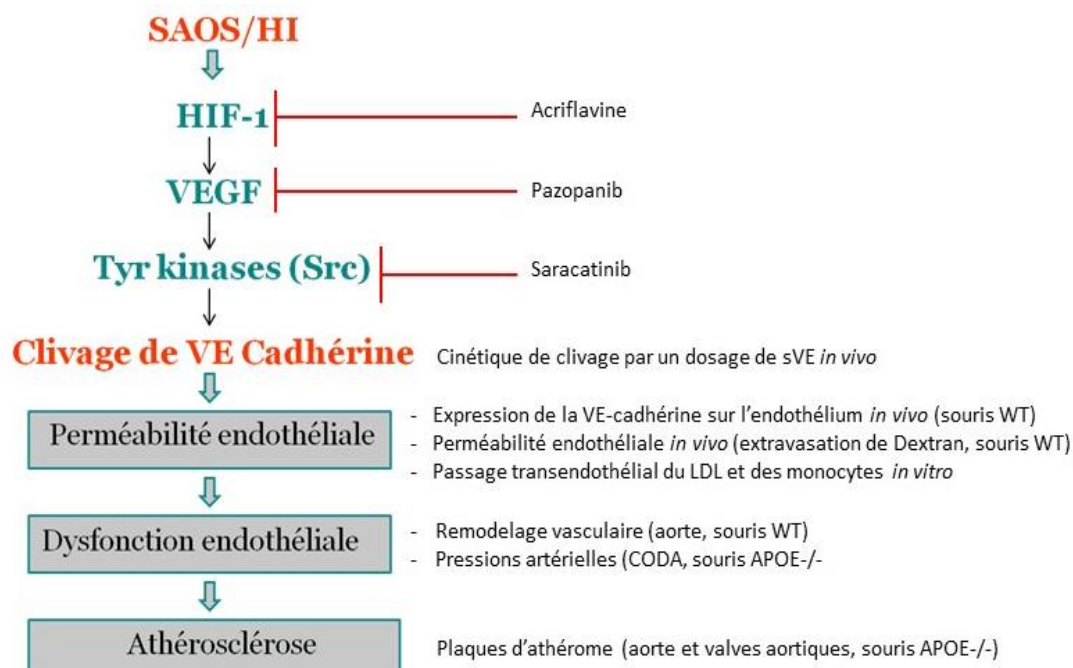 SAOS/HI
HIF-1
Acriflavine
VEGF
Pazopanib
Tyr kinases (Src)
Saracatinib
Clivage de VE Cadhérine
Cinétique de clivage par un dosage de sVE in vivo
Perméabilité endothéliale
- Expression de la VE-cadhérine sur l'endothélium in vivo (souris WT)
- Perméabilité endothéliale in vivo (extravasation de Dextran, souris WT)
- Passage transendothélial du LDL et des monocytes in vitro
Dysfonction endothéliale
- Remodelage vasculaire (aorte, souris WT)
- Pressions artérielles (CODA, souris APOE-/-
Athérosclérose
Plaques d'athérome (aorte et valves aortiques, souris APOE-/-)